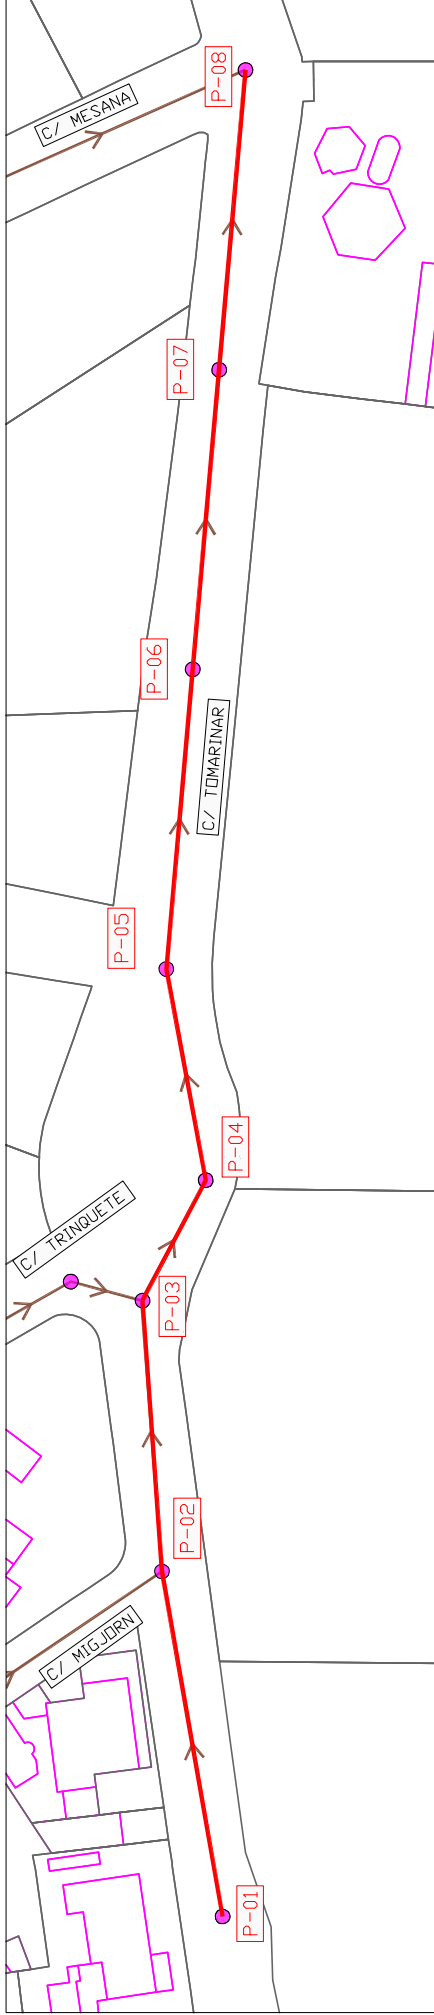 P-08
C/ MESANA
P-07
P-06
C/ TOMARINAR
P-05
P-04
C/ TRINQUETE
P-03
P-02
C/ MIGJORN
P-01